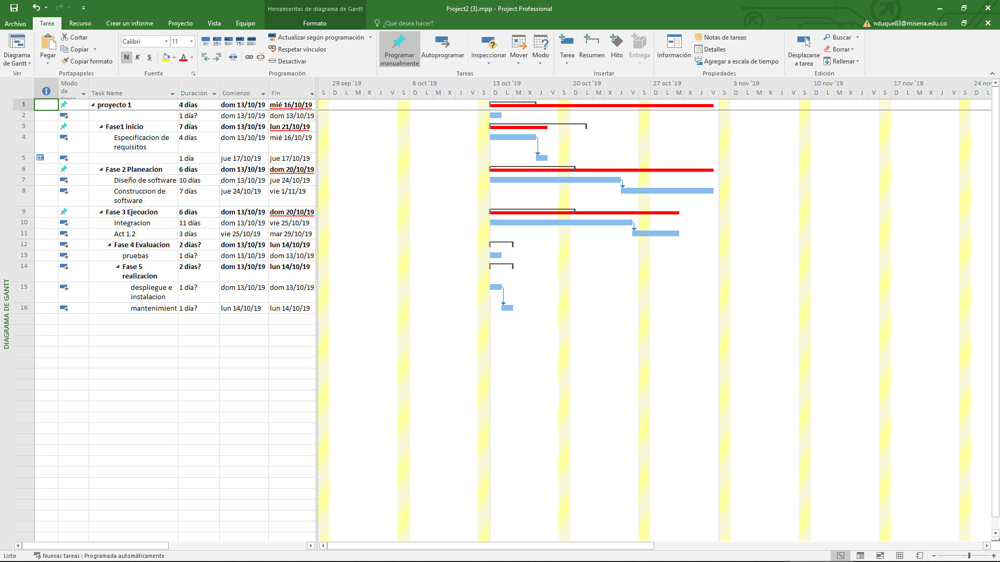 Herramientas de diagrama de Gantt
Project2 (3).mpp - Project Professional
Archivo Tarea Recurso Crear un informe Proyecto Vista Equipo Formato ¿Qué desea hacer? nduque83@misena.edu.co
Diagrama de Gantt
Ver
Pegar
Cortar
Copiar
Copiar formato
Portapapeles
Calibri 11
N K S A
Fuente
0% 25% 50% 75% 100%
Actualizar según programación
Respetar vínculos
Desactivar
Programación
Programar manualmente
Autoprogramar
Inspeccionar Mover Modo
Tareas
Tarea Resumen Hito Entrega
Insertar
Información
Notas de tareas
Detalles
Agregar a escala de tiempo
Propiedades
Desplazarse a tarea
Buscar
Borrar
Rellenar
Edición
Modo de tarea Task Name Duración Comienzo Fin
29 sep '19 6 oct '19 13 oct '19 20 oct '19 27 oct '19 3 nov '19 10 nov '19 17 nov '19 24 nov
S D L M X J V S D L M X J V S D L M X J V S D L M X J V S D L M X J V S D L M X J V S D L M X J V S D L M X J V S D L
1 proyecto 1 4 días dom 13/10/19 mié 16/10/19
2 1 día? dom 13/10/19 dom 13/10/19
3 Fase1 inicio 7 días dom 13/10/19 lun 21/10/19
4 Especificacion de requisitos 4 días dom 13/10/19 mié 16/10/19
5 1 día jue 17/10/19 jue 17/10/19
6 Fase 2 Planeacion 6 días dom 13/10/19 dom 20/10/19
7 Diseño de software 10 días dom 13/10/19 jue 24/10/19
8 Construccion de software 7 días jue 24/10/19 vie 1/11/19
9 Fase 3 Ejecucion 6 días dom 13/10/19 dom 20/10/19
10 Integracion 11 días dom 13/10/19 vie 25/10/19
11 Act 1.2 3 días vie 25/10/19 mar 29/10/19
12 Fase 4 Evaluacion 2 días? dom 13/10/19 lun 14/10/19
13 pruebas 1 día? dom 13/10/19 dom 13/10/19
14 Fase 5 realizacion 2 días? dom 13/10/19 lun 14/10/19
15 despliegue e instalacion 1 día? dom 13/10/19 dom 13/10/19
16 mantenimient 1 día? lun 14/10/19 lun 14/10/19
DIAGRAMA DE GANTT
Listo Nuevas tareas : Programada automáticamente